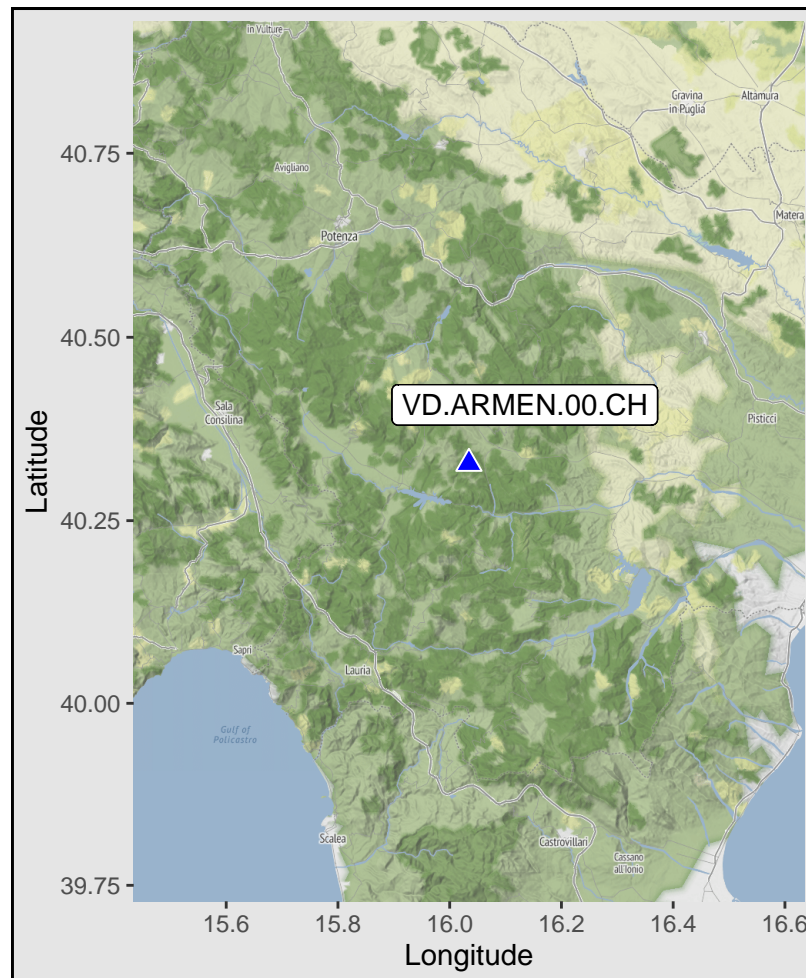 in Vulture
Gravina
in Puglia
Altamura
40.75
Avigliano
Matera
Potenza
40.50
VD.ARMEN.00.CH
Sala
Consilina
Pisticci
Latitude
40.25
Sapri
Lauria
40.00
Gulf of
Policastro
Scalea
Castrovillari
Cassano
all'Ionio
39.75
15.6
15.8
16.0
16.2
16.4
16.6
Longitude